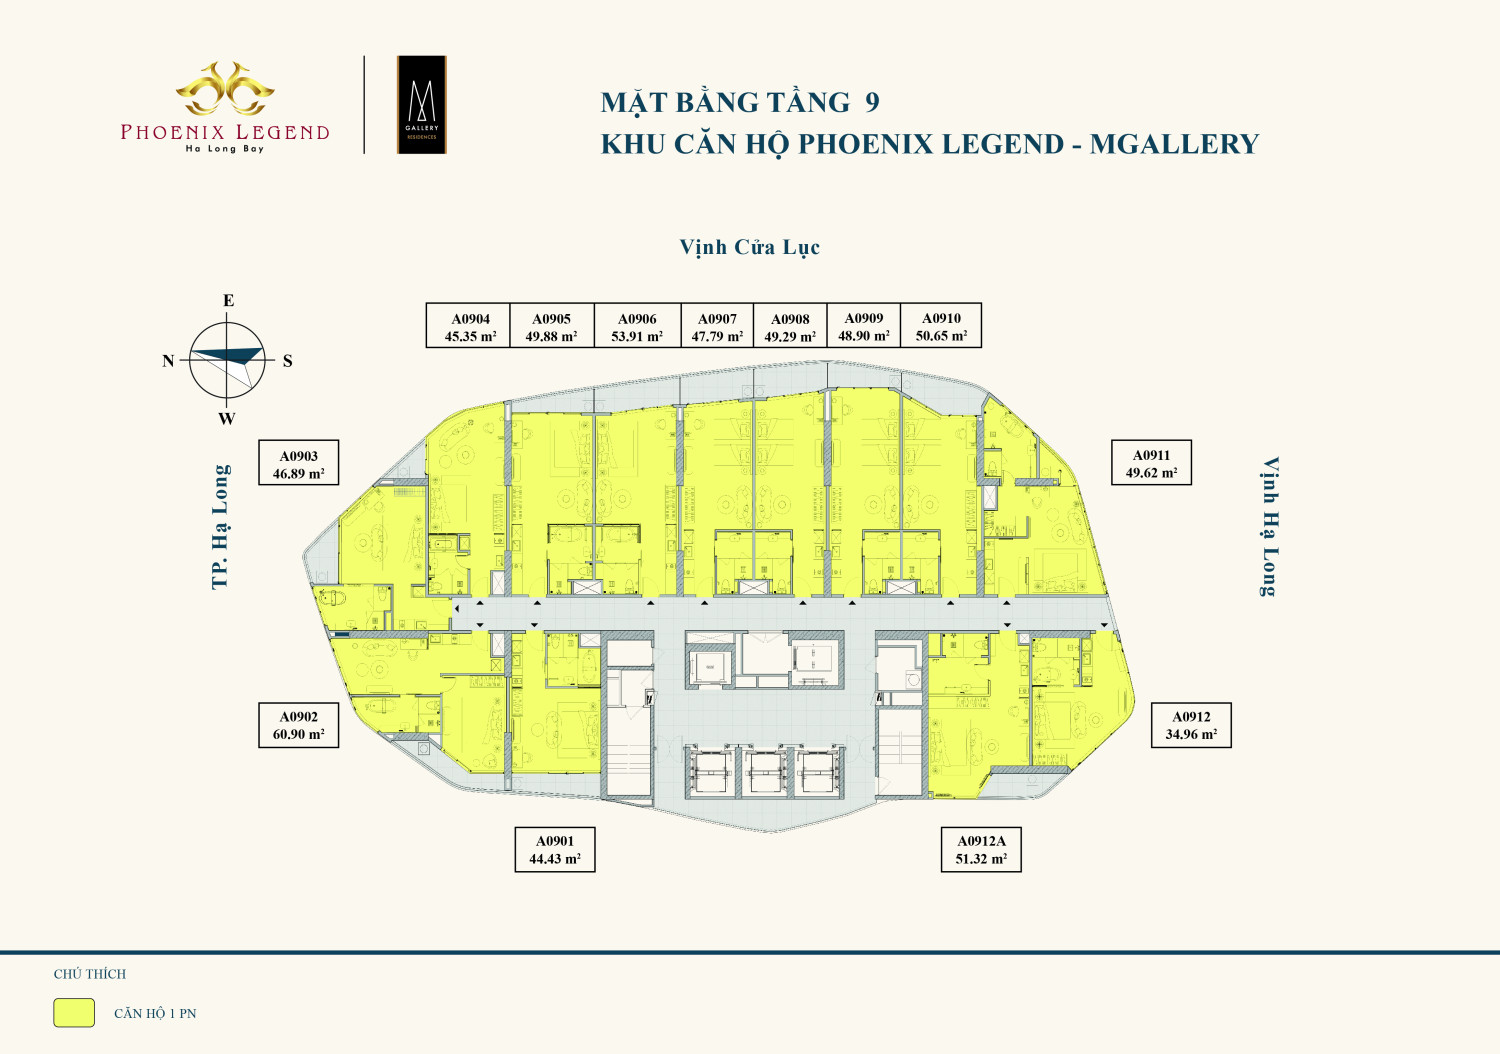 PHOENIX LEGEND
Ha Long Bay
M
GALLERY
RESIDENCES
MẶT BẰNG TẦNG 9
KHU CĂN HỘ PHOENIX LEGEND - MGALLERY
Vịnh Cửa Lục
E
N
S
W
A0904
45.35 m²
A0905
49.88 m²
A0906
53.91 m²
A0907
47.79 m²
A0908
49.29 m²
A0909
48.90 m²
A0910
50.65 m²
A0903
46.89 m²
A0911
49.62 m²
TP. Hạ Long
Vịnh Hạ Long
A0902
60.90 m²
A0912
34.96 m²
A0901
44.43 m²
A0912A
51.32 m²
CHÚ THÍCH
CĂN HỘ 1 PN